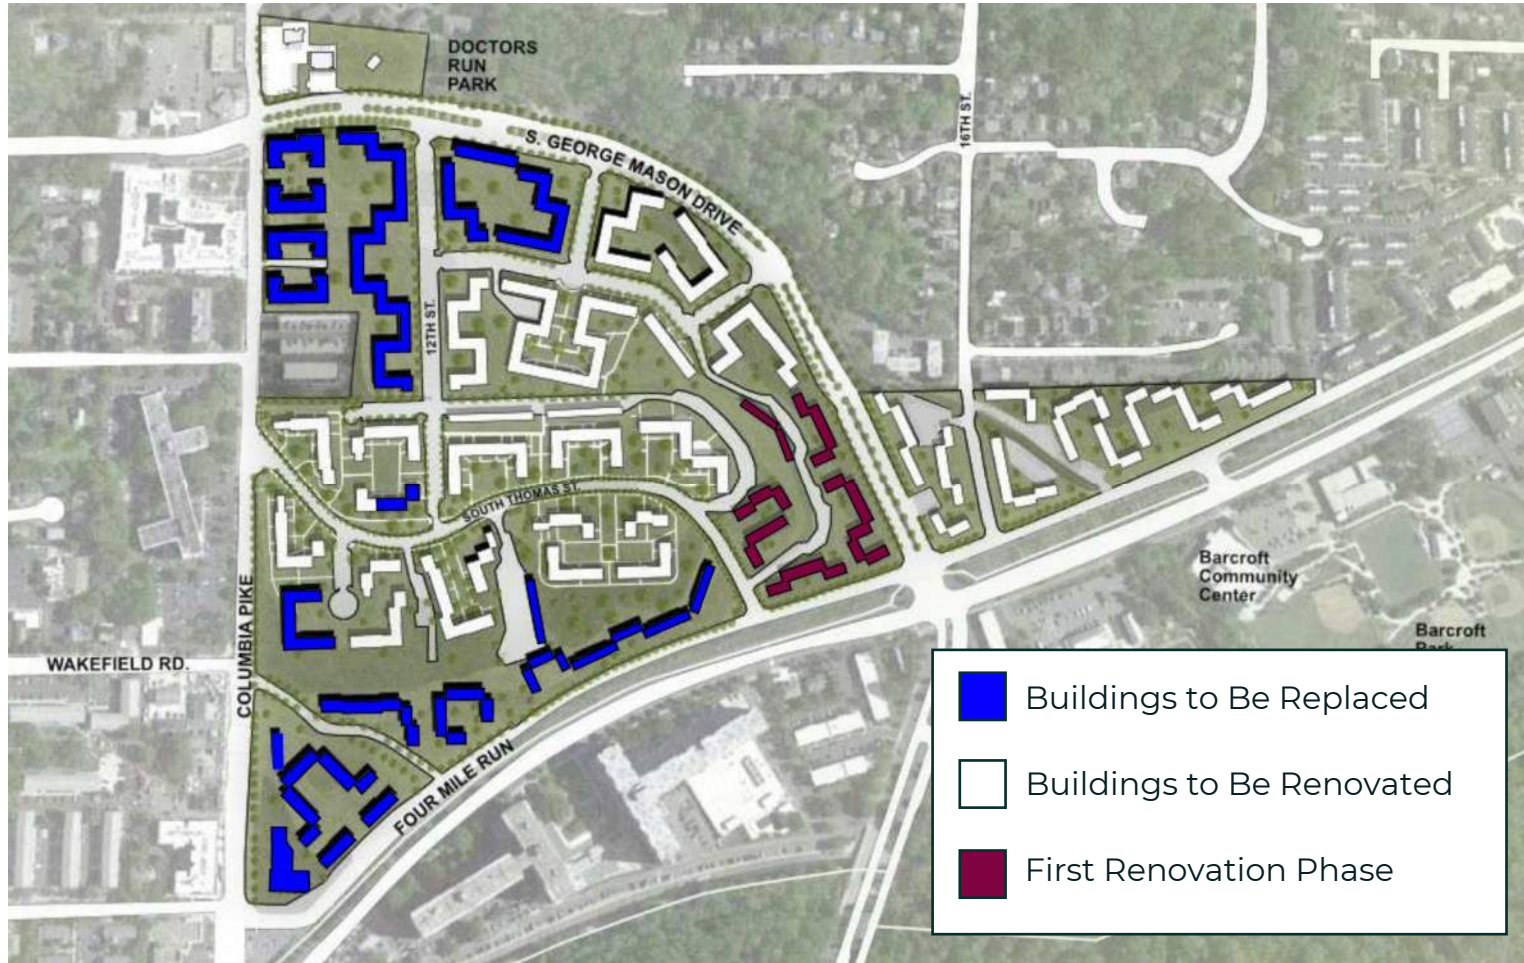 DOCTORS
RUN
PARK
S. GEORGE MASON DRIVE
16TH ST.
12TH ST.
SOUTH THOMAS ST.
COLUMBIA PIKE
WAKEFIELD RD.
FOUR MILE RUN
Barcroft
Community
Center
Barcroft
Park
Buildings to Be Replaced
Buildings to Be Renovated
First Renovation Phase